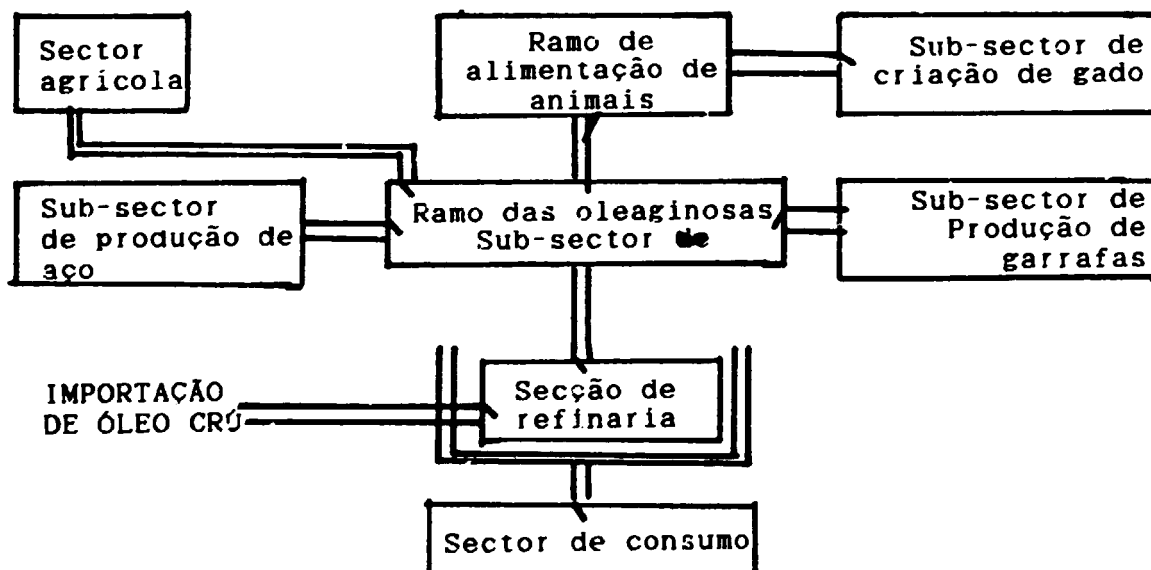 Sector
agrícola
Ramo de
alimentação de
animais
Sub-sector de
criação de gado
Sub-sector
de produção de
aço
Ramo das oleaginosas
Sub-sector de
Sub-sector de
Produção de
garrafas
IMPORTAÇÃO
DE ÓLEO CRÚ
Secção de
refinaria
Sector de consumo